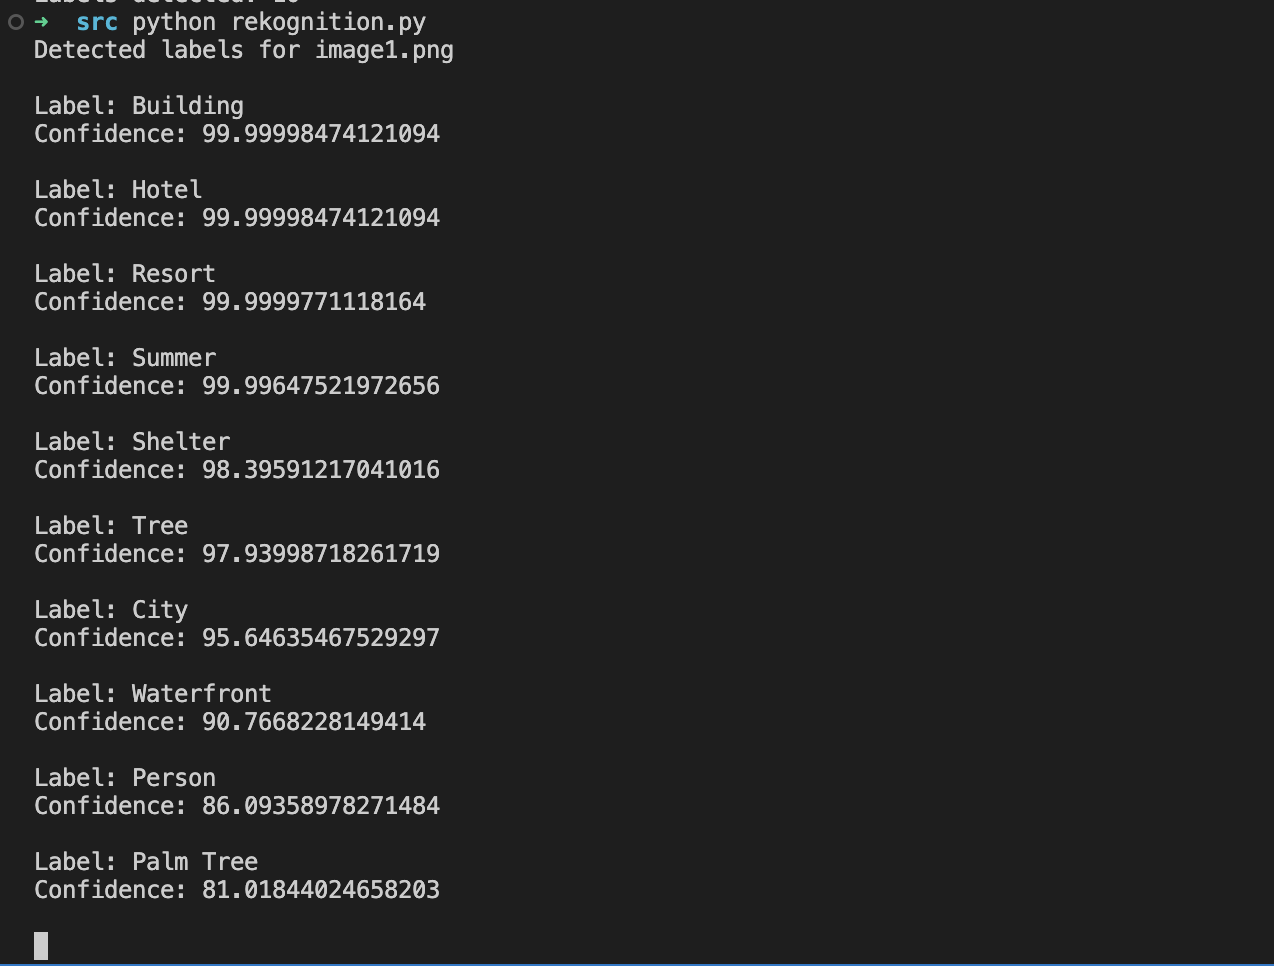 Labels detected: 10
➜ src python rekognition.py
Detected labels for image1.png
Label: Building
Confidence: 99.99998474121094
Label: Hotel
Confidence: 99.99998474121094
Label: Resort
Confidence: 99.9999771118164
Label: Summer
Confidence: 99.99647521972656
Label: Shelter
Confidence: 98.39591217041016
Label: Tree
Confidence: 97.93998718261719
Label: City
Confidence: 95.64635467529297
Label: Waterfront
Confidence: 90.7668228149414
Label: Person
Confidence: 86.09358978271484
Label: Palm Tree
Confidence: 81.01844024658203